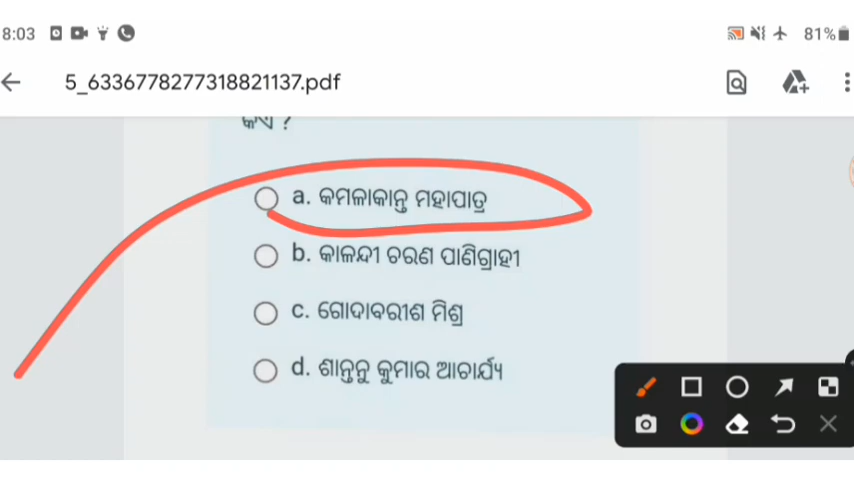 8:03 81%
5_6336778277318821137.pdf
a. କମଳାକାନ୍ତ ମହାପାତ୍ର
b. କାଳନ୍ଦୀ ଚରଣ ପାଣିଗ୍ରାହୀ
c. ଗୋଦାବରୀଶ ମିଶ୍ର
d. ଶାନ୍ତନୁ କୁମାର ଆଚାର୍ଯ୍ୟ